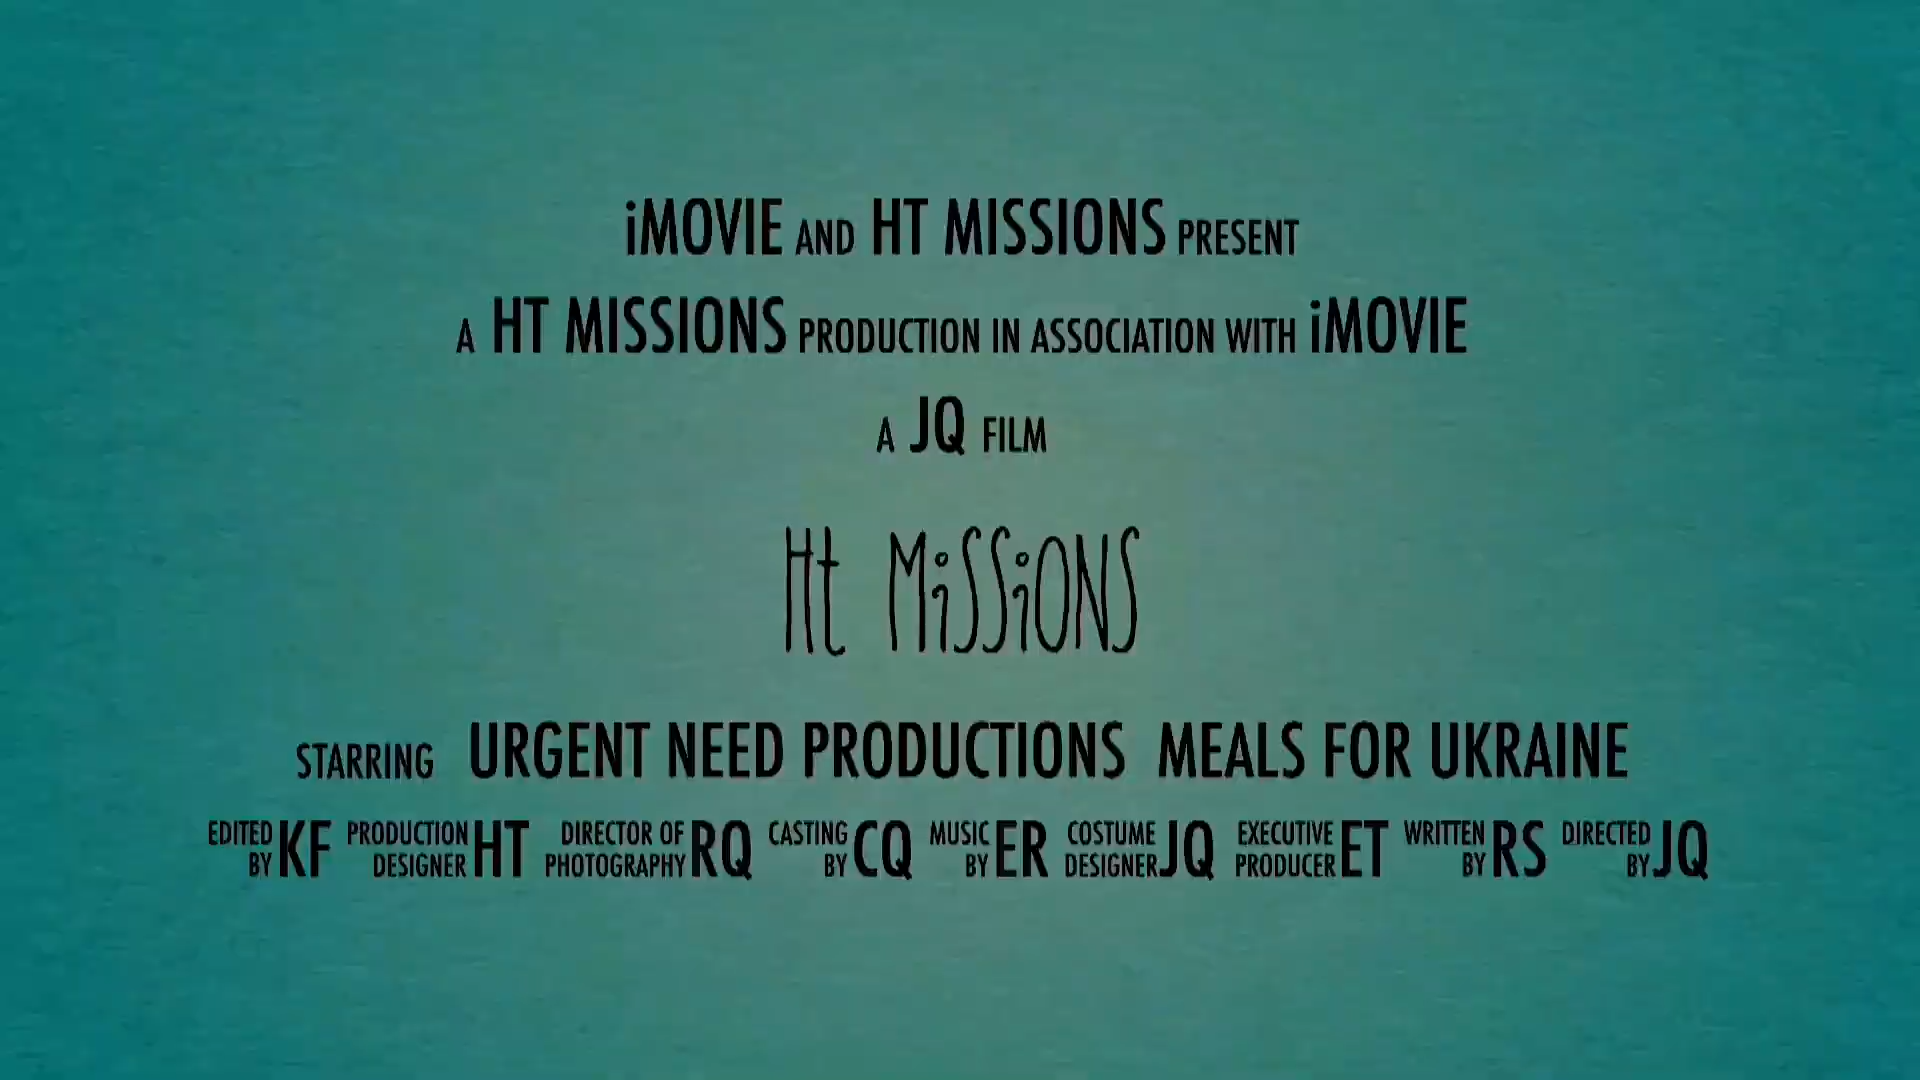 iMOVIE AND HT MISSIONS PRESENT
A HT MISSIONS PRODUCTION IN ASSOCIATION WITH iMOVIE
A JQ FILM
Ht MiSSiONS
STARRING URGENT NEED PRODUCTIONS MEALS FOR UKRAINE
EDITED BY KF PRODUCTION DESIGNER HT DIRECTOR OF PHOTOGRAPHY RQ CASTING BY CQ MUSIC BY ER COSTUME DESIGNER JQ EXECUTIVE PRODUCER ET WRITTEN BY RS DIRECTED BY JQ